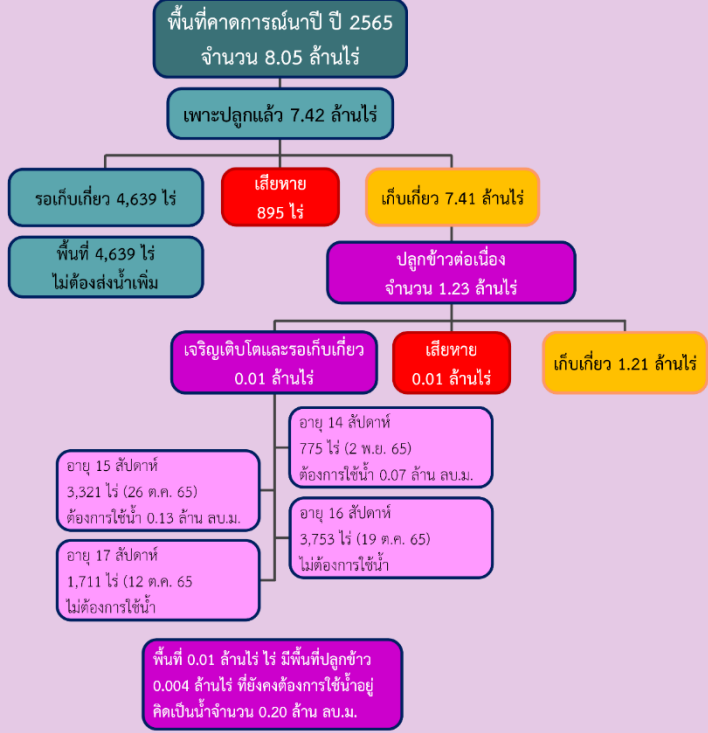 พื้นที่คาดการณ์นาปี ปี 2565
จำนวน 8.05 ล้านไร่
เพาะปลูกแล้ว 7.42 ล้านไร่
รอเก็บเกี่ยว 4,639 ไร่
เสียหาย
895 ไร่
เก็บเกี่ยว 7.41 ล้านไร่
พื้นที่ 4,639 ไร่
ไม่ต้องส่งน้ำเพิ่ม
ปลูกข้าวต่อเนื่อง
จำนวน 1.23 ล้านไร่
เจริญเติบโตและรอเก็บเกี่ยว
0.01 ล้านไร่
เสียหาย
0.01 ล้านไร่
เก็บเกี่ยว 1.21 ล้านไร่
อายุ 14 สัปดาห์
775 ไร่ (2 พ.ย. 65)
ต้องการใช้น้ำ 0.07 ล้าน ลบ.ม.
อายุ 15 สัปดาห์
3,321 ไร่ (26 ต.ค. 65)
ต้องการใช้น้ำ 0.13 ล้าน ลบ.ม.
อายุ 16 สัปดาห์
3,753 ไร่ (19 ต.ค. 65)
ไม่ต้องการใช้น้ำ
อายุ 17 สัปดาห์
1,711 ไร่ (12 ต.ค. 65
ไม่ต้องการใช้น้ำ
พื้นที่ 0.01 ล้านไร่ ไร่ มีพื้นที่ปลูกข้าว
0.004 ล้านไร่ ที่ยังคงต้องการใช้น้ำอยู่
คิดเป็นน้ำจำนวน 0.20 ล้าน ลบ.ม.